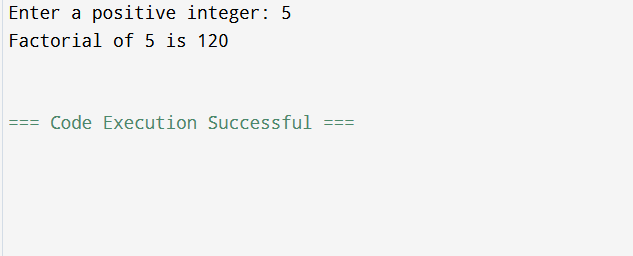 Enter a positive integer: 5
Factorial of 5 is 120
=== Code Execution Successful ===